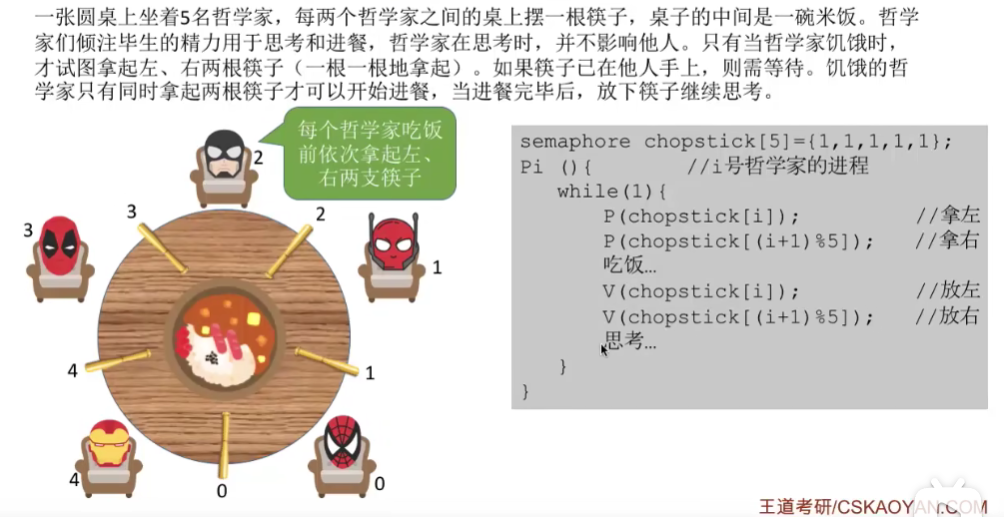 一张圆桌上坐着5名哲学家，每两个哲学家之间的桌上摆一根筷子，桌子的中间是一碗米饭。哲学
家们倾注毕生的精力用于思考和进餐，哲学家在思考时，并不影响他人。只有当哲学家饥饿时，
才试图拿起左、右两根筷子（一根一根地拿起）。如果筷子已在他人手上，则需等待。饥饿的哲
学家只有同时拿起两根筷子才可以开始进餐，当进餐完毕后，放下筷子继续思考。
每个哲学家吃饭
前依次拿起左、
右两支筷子
2
3
2
3
1
4
1
4
0
0
semaphore chopstick[5]={1,1,1,1,1};
Pi (){ //i号哲学家的进程
while(1){
P(chopstick[i]); //拿左
P(chopstick[(i+1)%5]); //拿右
吃饭…
V(chopstick[i]); //放左
V(chopstick[(i+1)%5]); //放右
思考…
}
}
王道考研/CSKAOYAN.COM